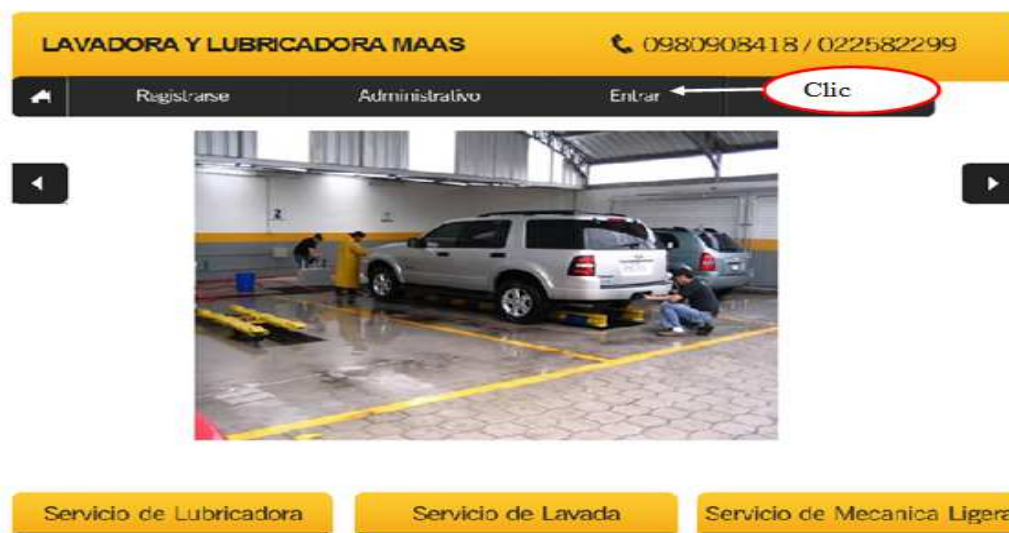 LAVADORA Y LUBRICADORA MAAS 0980908418 / 022582299
Registrarse Administrativo Entrar Clic
Servicio de Lubricadora Servicio de Lavada Servicio de Mecanica Ligera